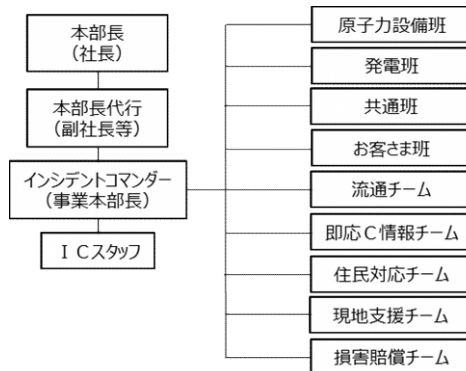 本部長
（社長）
本部長代行
（副社長等）
インシデントコマンダー
（事業本部長）
ＩＣスタッフ
原子力設備班
発電班
共通班
お客さま班
流通チーム
即応Ｃ情報チーム
住民対応チーム
現地支援チーム
損害賠償チーム